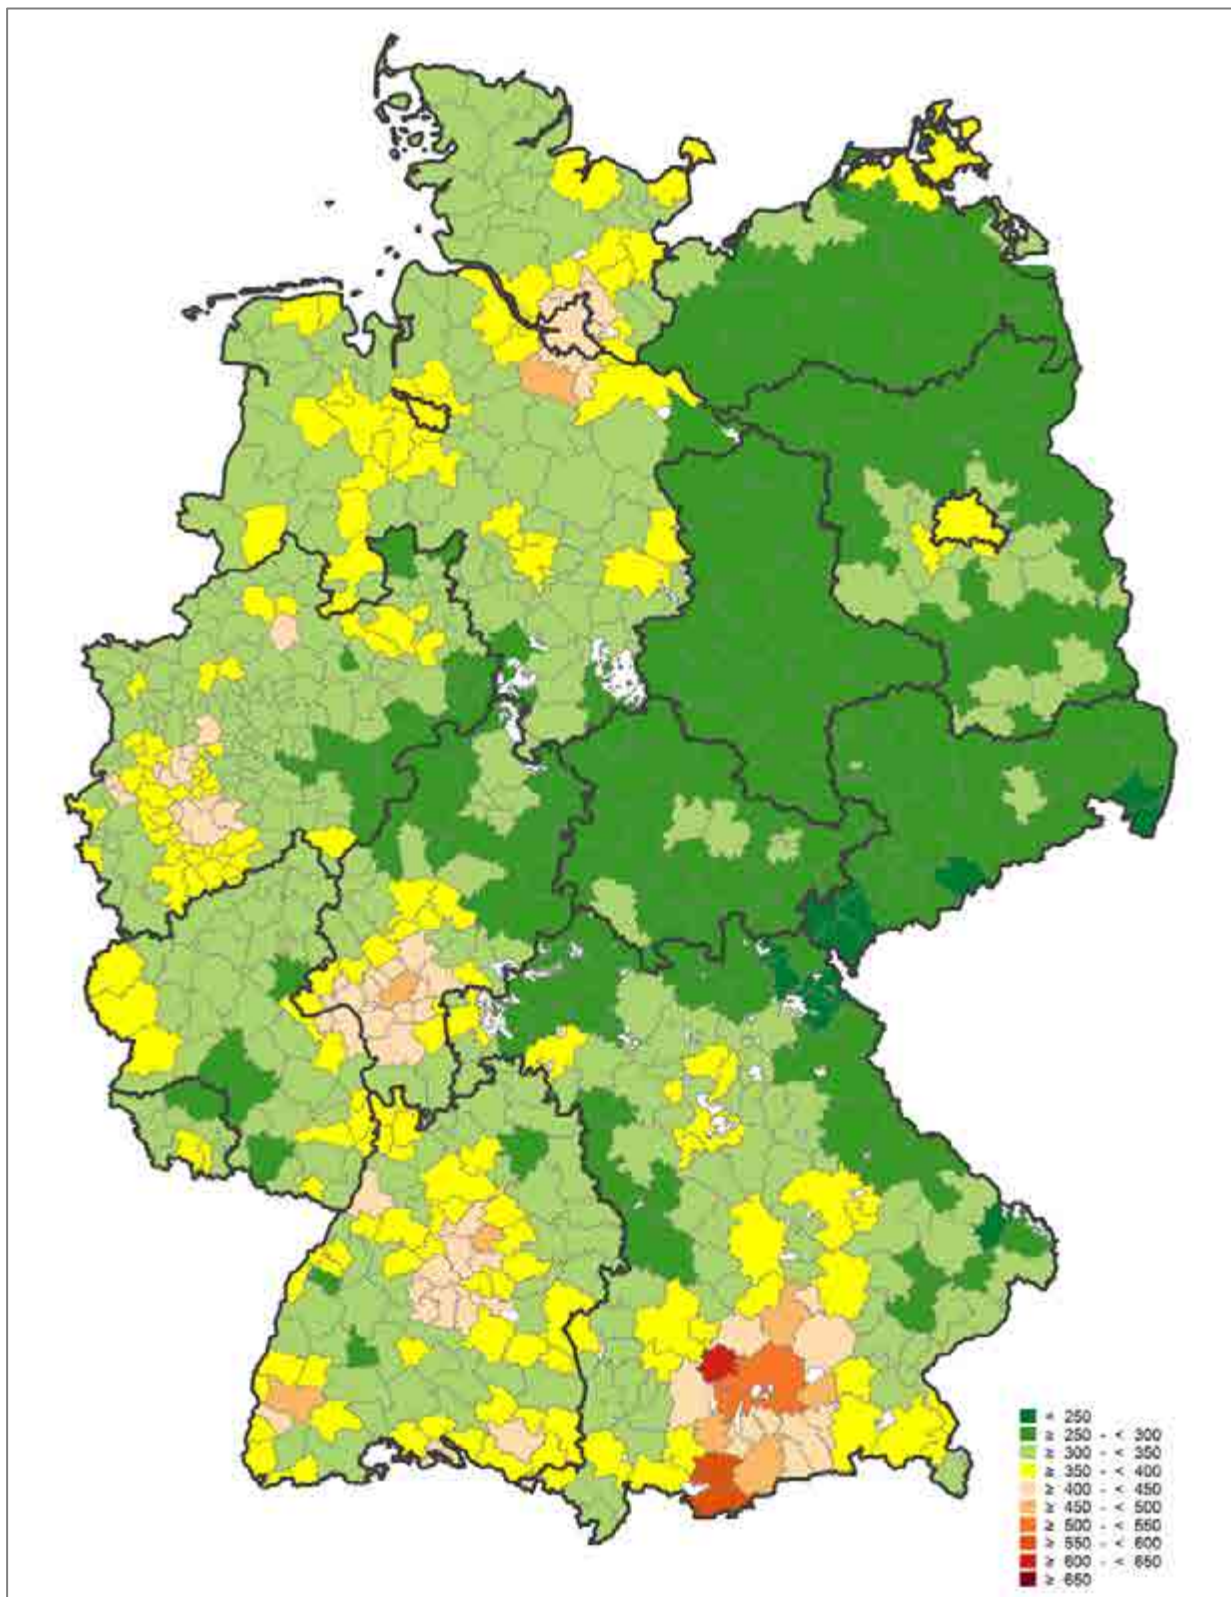 < 250
≥ 250 - < 300
≥ 300 - < 350
≥ 350 - < 400
≥ 400 - < 450
≥ 450 - < 500
≥ 500 - < 550
≥ 550 - < 600
≥ 600 - < 650
≥ 650